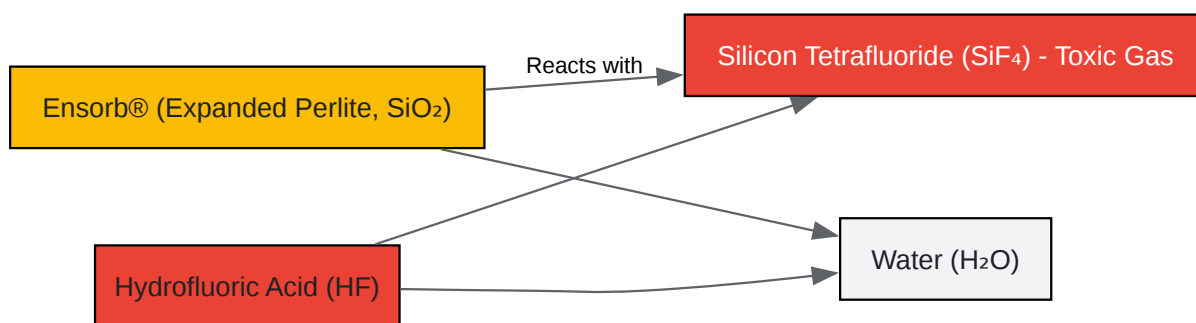 Silicon Tetrafluoride (SiF₄) - Toxic Gas
Reacts with
Ensorb® (Expanded Perlite, SiO₂)
Water (H₂O)
Hydrofluoric Acid (HF)